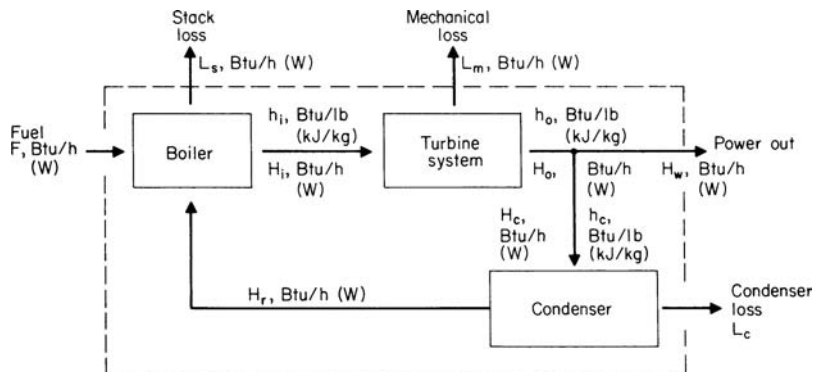 Stack
loss
L_s, Btu/h (W)
Mechanical
loss
L_m, Btu/h (W)
Fuel
F, Btu/h
(W)
Boiler
h_i, Btu/lb
(kJ/kg)
H_i, Btu/h
(W)
Turbine
system
h_o, Btu/lb
(kJ/kg)
H_o, Btu/h
(W)
Power out
H_w, Btu/h
(W)
H_c,
Btu/h
(W)
h_c,
Btu/lb
(kJ/kg)
H_r, Btu/h (W)
Condenser
Condenser
loss
L_c